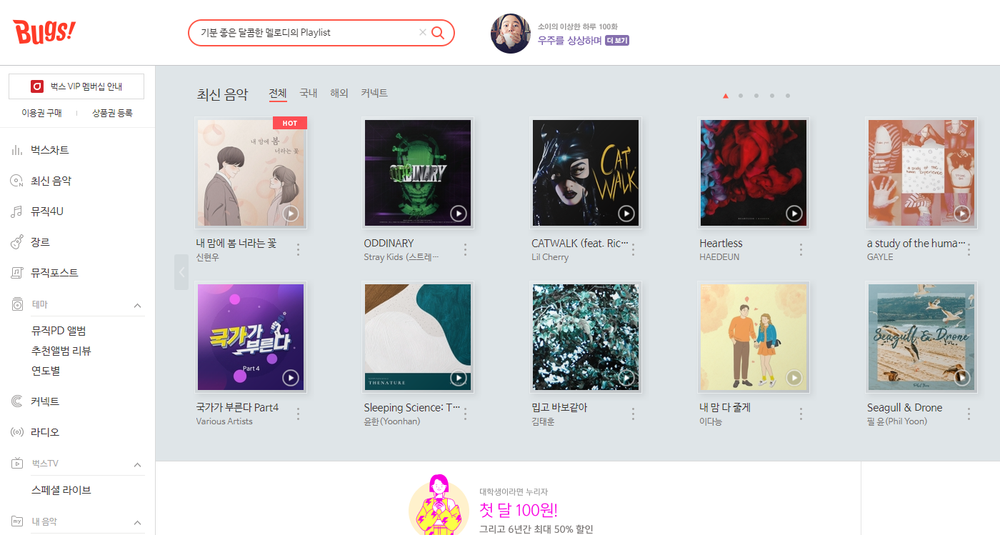 Bugs!
기분 좋은 달콤한 멜로디의 Playlist
소이의 이상한 하루 100화
우주를 상상하며 더 보기
벅스 VIP 멤버십 안내
이용권 구매
상품권 등록
벅스차트
최신 음악
뮤직4U
장르
뮤직포스트
테마
뮤직PD 앨범
추천앨범 리뷰
연도별
커넥트
라디오
벅스TV
스페셜 라이브
my
내 음악
최신 음악
전체
국내
해외
커넥트
HOT
내 맘에 봄
너라는 꽃
내 맘에 봄 너라는 꽃
신현우
ODDINARY
ODDINARY
Stray Kids (스트레…
CAT
WALK
CATWALK (feat. Ric…
Lil Cherry
Heartless
HAEDEUN
a study of the
human experience
a study of the huma…
GAYLE
국가가
부른다
Part 4
국가가 부른다 Part4
Various Artists
THENATURE
Sleeping Science: T…
윤한(Yoonhan)
밉고 바보같아
김태훈
내 맘 다 줄게
이다능
Seagull & Drone
Seagull & Drone
필 윤(Phil Yoon)
대학생이라면 누리자
첫 달 100원!
그리고 6년간 최대 50% 할인